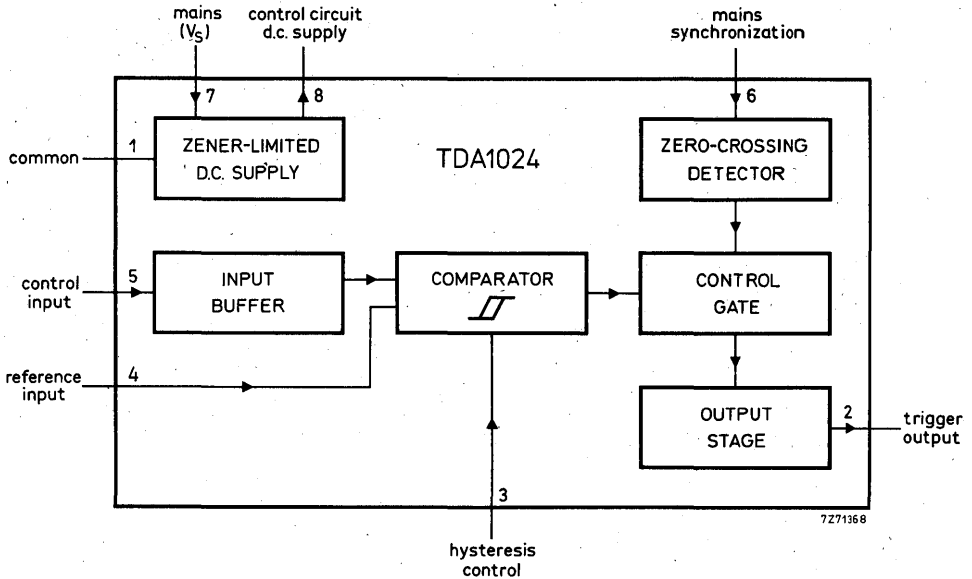 mains
(VS)
control circuit
d.c. supply
mains
synchronization
7
8
6
common
1
ZENER-LIMITED
D.C. SUPPLY
TDA1024
ZERO-CROSSING
DETECTOR
control
input
5
INPUT
BUFFER
COMPARATOR
CONTROL
GATE
reference
input
4
OUTPUT
STAGE
2
trigger
output
3
7Z71368
hysteresis
control